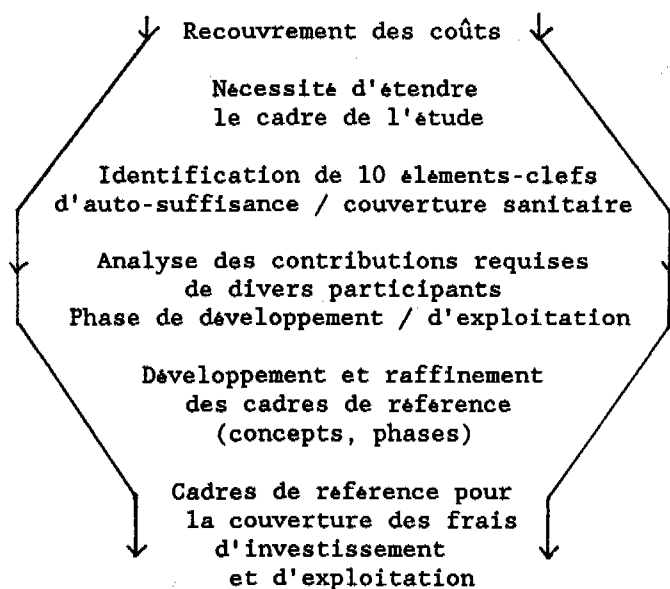 Recouvrement des coûts
Nécessité d'étendre
le cadre de l'étude
Identification de 10 éléments-clefs
d'auto-suffisance / couverture sanitaire
Analyse des contributions requises
de divers participants
Phase de développement / d'exploitation
Développement et raffinement
des cadres de référence
(concepts, phases)
Cadres de référence pour
la couverture des frais
d'investissement
et d'exploitation